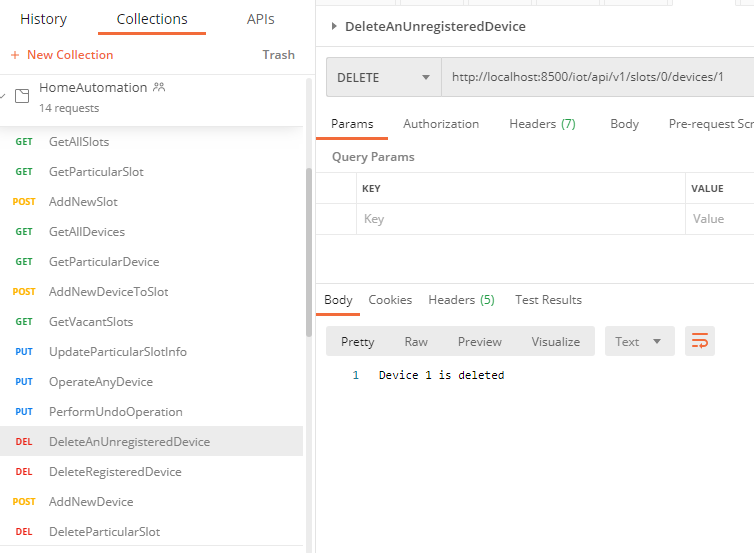 History Collections APIs
+ New Collection Trash
HomeAutomation
14 requests
GET GetAllSlots
GET GetParticularSlot
POST AddNewSlot
GET GetAllDevices
GET GetParticularDevice
POST AddNewDeviceToSlot
GET GetVacantSlots
PUT UpdateParticularSlotInfo
PUT OperateAnyDevice
PUT PerformUndoOperation
DEL DeleteAnUnregisteredDevice
DEL DeleteRegisteredDevice
POST AddNewDevice
DEL DeleteParticularSlot
DeleteAnUnregisteredDevice
DELETE http://localhost:8500/iot/api/v1/slots/0/devices/1
Params Authorization Headers (7) Body Pre-request Scr
Query Params
KEY VALUE
Key Value
Body Cookies Headers (5) Test Results
Pretty Raw Preview Visualize Text
1 Device 1 is deleted